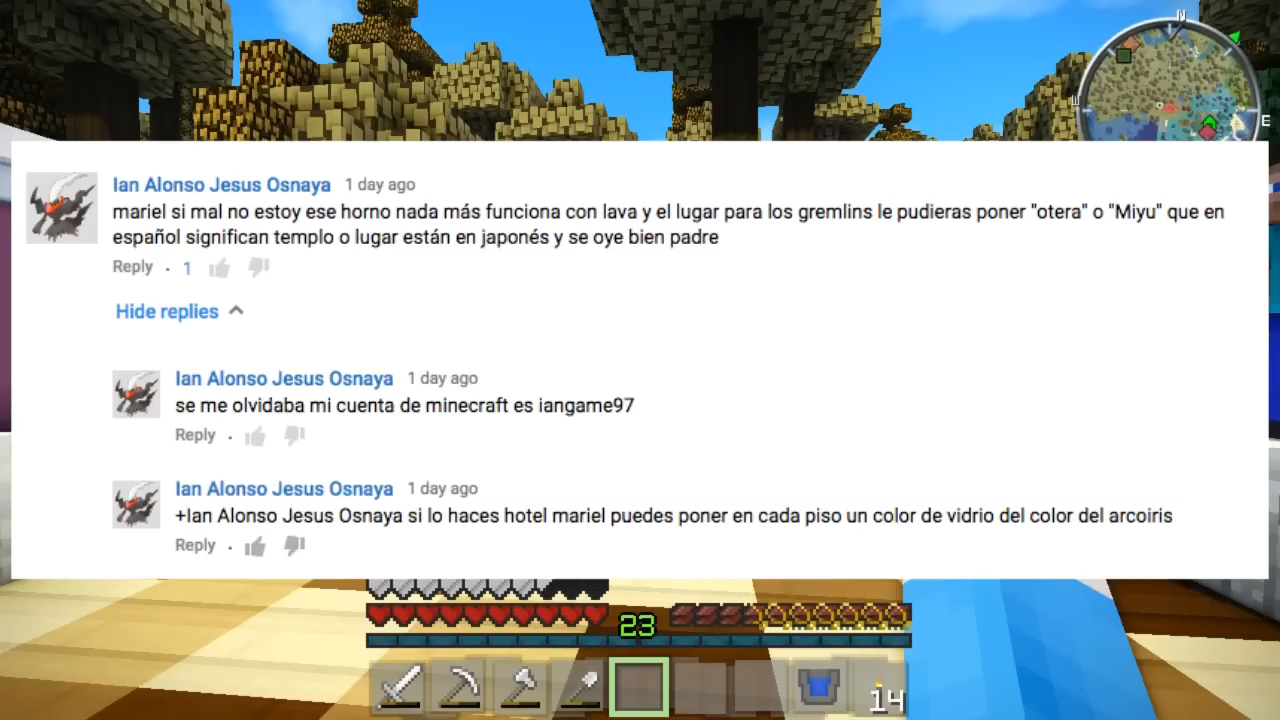 N
E
Ian Alonso Jesus Osnaya 1 day ago
mariel si mal no estoy ese horno nada más funciona con lava y el lugar para los gremlins le pudieras poner "otera" o "Miyu" que en
español significan templo o lugar están en japonés y se oye bien padre
Reply . 1
Hide replies
Ian Alonso Jesus Osnaya 1 day ago
se me olvidaba mi cuenta de minecraft es iangame97
Reply .
Ian Alonso Jesus Osnaya 1 day ago
+Ian Alonso Jesus Osnaya si lo haces hotel mariel puedes poner en cada piso un color de vidrio del color del arcoiris
Reply .
23
14